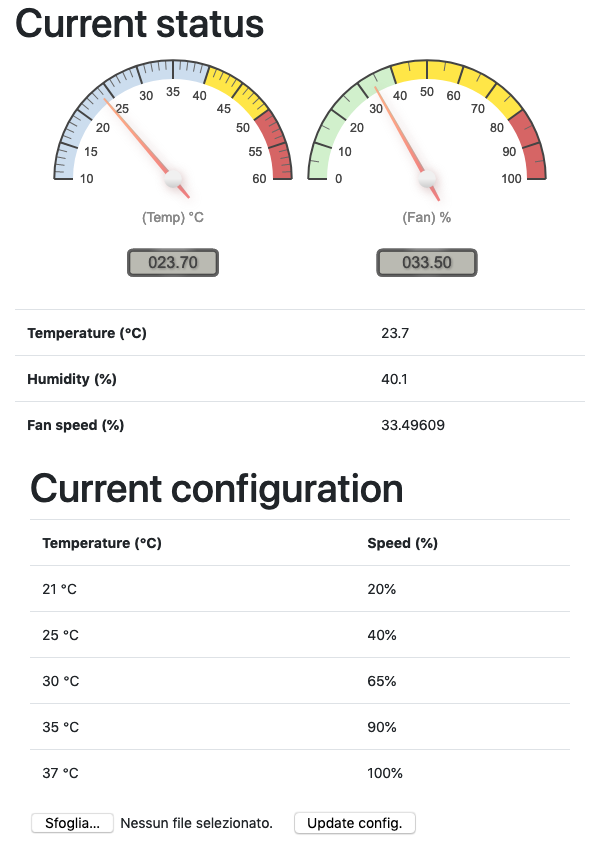 Current status
10 15 20 25 30 35 40 45 50 55 60
0 10 20 30 40 50 60 70 80 90 100
(Temp) °C (Fan) %
023.70 033.50
Temperature (°C) 23.7
Humidity (%) 40.1
Fan speed (%) 33.49609
Current configuration
Temperature (°C) Speed (%)
21 °C 20%
25 °C 40%
30 °C 65%
35 °C 90%
37 °C 100%
Sfoglia... Nessun file selezionato. Update config.